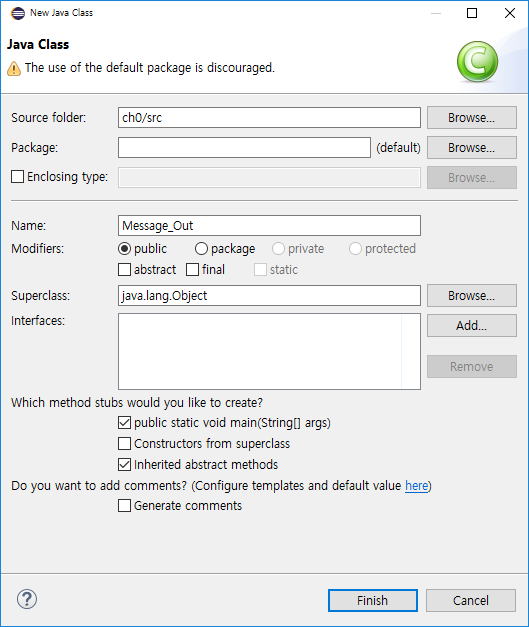 New Java Class
Java Class
The use of the default package is discouraged.
Source folder: ch0/src Browse...
Package: (default) Browse...
Enclosing type: Browse...
Name: Message_Out
Modifiers: public package private protected
abstract final static
Superclass: java.lang.Object Browse...
Interfaces: Add...
Remove
Which method stubs would you like to create?
public static void main(String[] args)
Constructors from superclass
Inherited abstract methods
Do you want to add comments? (Configure templates and default value here)
Generate comments
? Finish Cancel